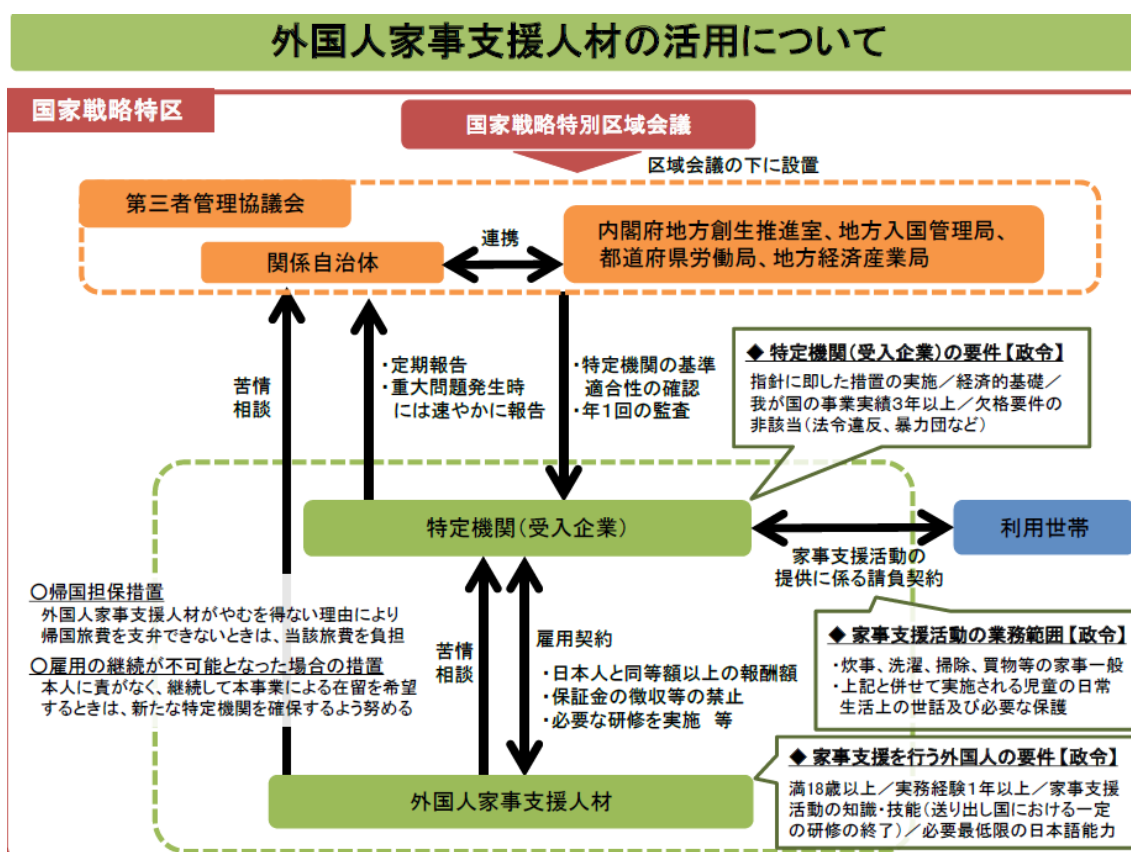 外国人家事支援人材の活用について
国家戦略特区
国家戦略特別区域会議
区域会議の下に設置
第三者管理協議会
関係自治体
連携
内閣府地方創生推進室、地方入国管理局、
都道府県労働局、地方経済産業局
苦情
相談
・定期報告
・重大問題発生時
には速やかに報告
・特定機関の基準
適合性の確認
・年1回の監査
◆ 特定機関(受入企業)の要件【政令】
指針に即した措置の実施／経済的基礎／
我が国の事業実績3年以上／欠格要件の
非該当(法令違反、暴力団など)
特定機関(受入企業)
利用世帯
家事支援活動の
提供に係る請負契約
〇帰国担保措置
外国人家事支援人材がやむを得ない理由により
帰国旅費を支弁できないときは、当該旅費を負担
〇雇用の継続が不可能となった場合の措置
本人に責がなく、継続して本事業による在留を希望
するときは、新たな特定機関を確保するよう努める
苦情
相談
雇用契約
・日本人と同等額以上の報酬額
・保証金の徴収等の禁止
・必要な研修を実施 等
◆ 家事支援活動の業務範囲【政令】
・炊事、洗濯、掃除、買物等の家事一般
・上記と併せて実施される児童の日常
生活上の世話及び必要な保護
外国人家事支援人材
◆ 家事支援を行う外国人の要件【政令】
満18歳以上／実務経験1年以上／家事支援
活動の知識・技能(送り出し国における一定
の研修の終了)／必要最低限の日本語能力